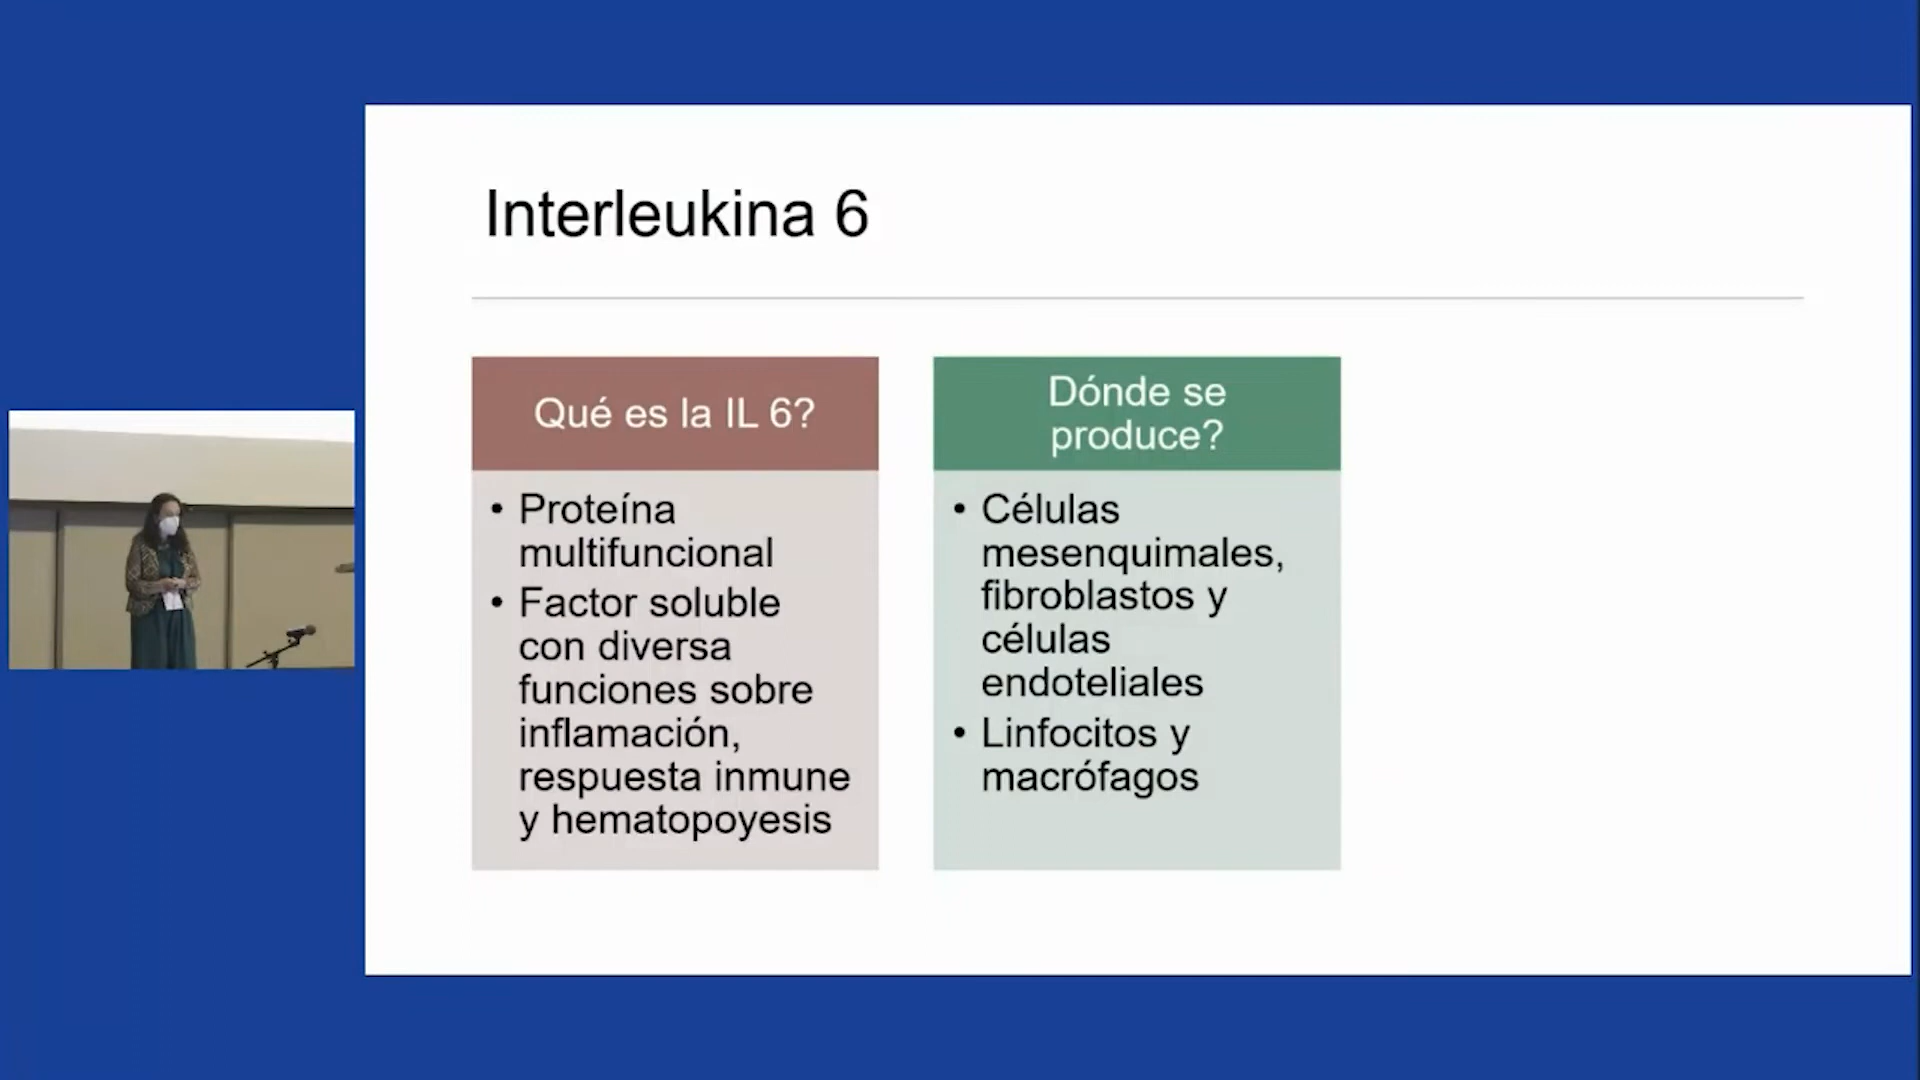 Interleukina 6
Qué es la IL 6?
• Proteína
multifuncional
• Factor soluble
con diversa
funciones sobre
inflamación,
respuesta inmune
y hematopoyesis
Dónde se
produce?
• Células
mesenquimales,
fibroblastos y
células
endoteliales
• Linfocitos y
macrófagos